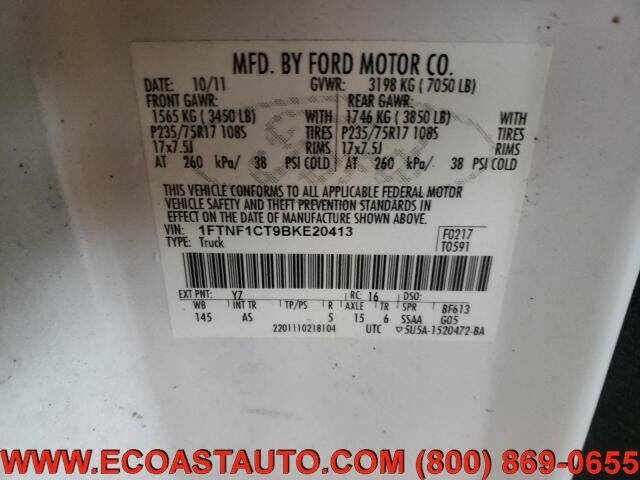 MFD. BY FORD MOTOR CO.
DATE: 10/11 GVWR: 3198 KG ( 7050 LB)
FRONT GAWR: REAR GAWR:
1565 KG ( 3450 LB) WITH 1746 KG ( 3850 LB) WITH
P235/75R17 108S TIRES P235/75R17 108S TIRES
17x7.5J RIMS 17x7.5J RIMS
AT 260 kPa/ 38 PSI COLD AT 260 kPa/ 38 PSI COLD
THIS VEHICLE CONFORMS TO ALL APPLICABLE FEDERAL MOTOR
VEHICLE SAFETY AND THEFT PREVENTION STANDARDS IN
EFFECT ON THE DATE OF MANUFACTURE SHOWN ABOVE.
VIN: 1FTNF1CT9BKE20413 F0217
TYPE: Truck T0591
EXT PNT: YZ RC: 16 DSO:
WB INT TR TP/PS R AXLE TR SPR BF613
145 AS 5 15 6 SSAA G05
2201110218104 UTC ▽5U5A-1520472-BA
WWW.ECOASTAUTO.COM (800) 869-0655